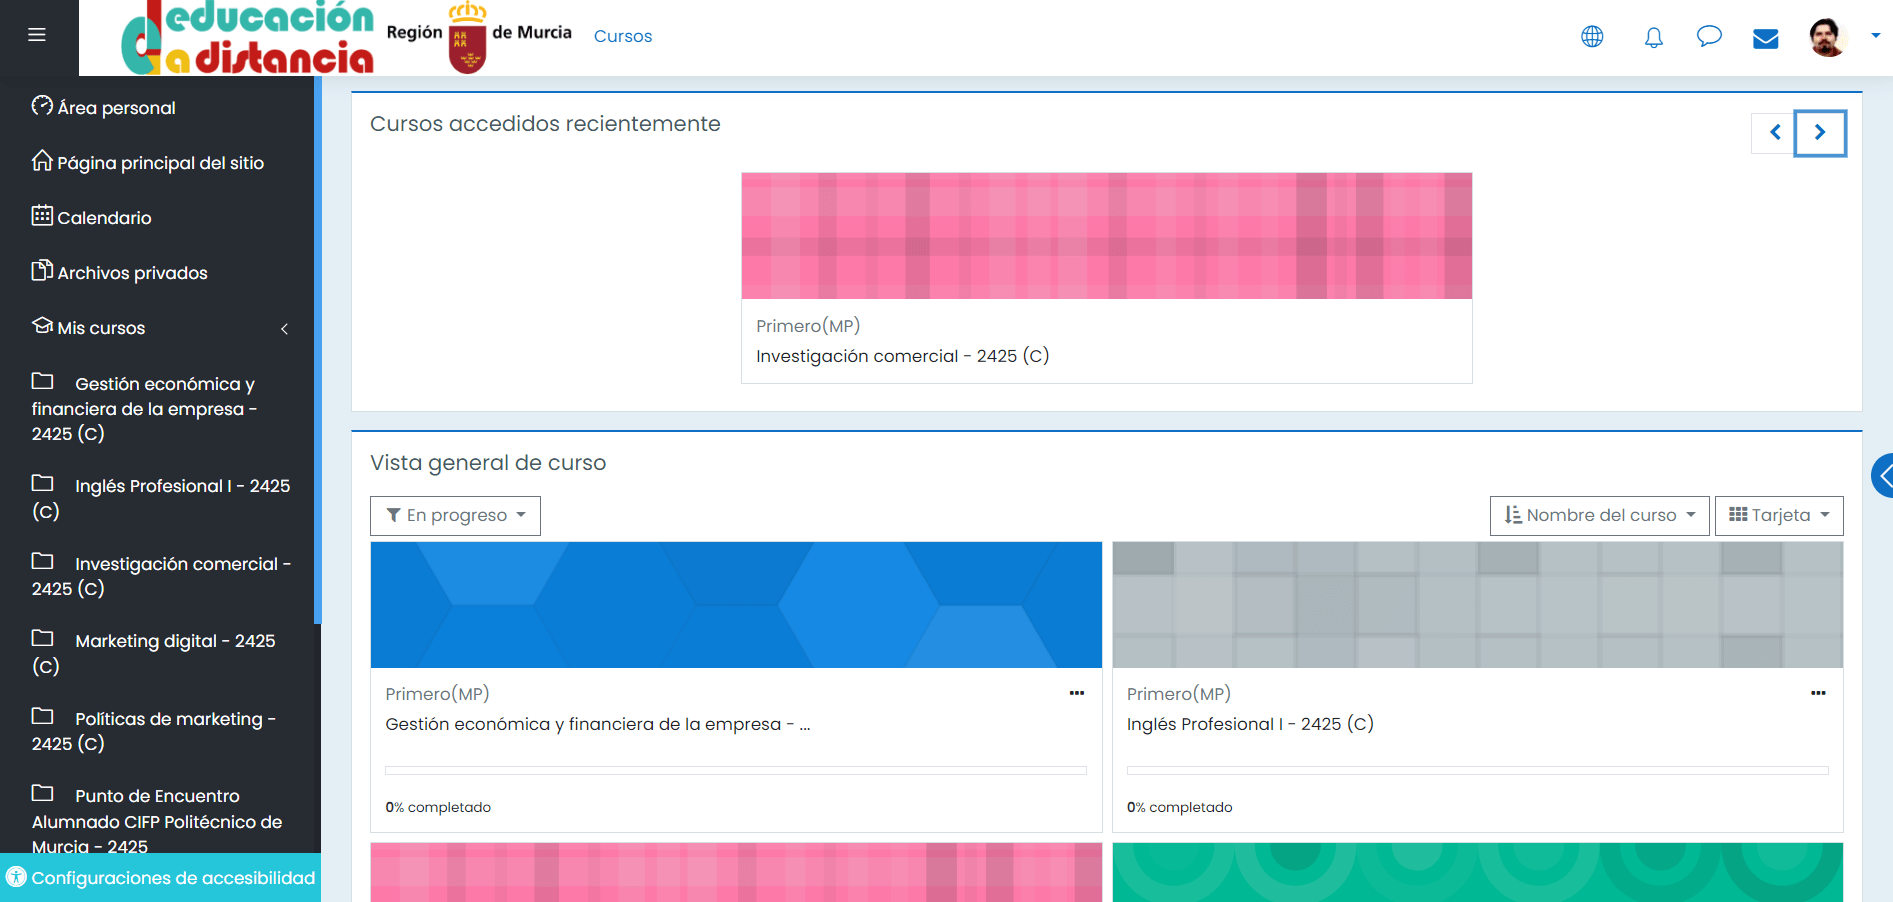 educación
a distancia
Región de Murcia
Cursos
Área personal
Página principal del sitio
Calendario
Archivos privados
Mis cursos
Gestión económica y
financiera de la empresa -
2425 (C)
Inglés Profesional I - 2425
(C)
Investigación comercial -
2425 (C)
Marketing digital - 2425
(C)
Políticas de marketing -
2425 (C)
Punto de Encuentro
Alumnado CIFP Politécnico de
Murcia - 2425
Configuraciones de accesibilidad
Cursos accedidos recientemente
Primero(MP)
Investigación comercial - 2425 (C)
Vista general de curso
En progreso
Nombre del curso
Tarjeta
Primero(MP)
Gestión económica y financiera de la empresa - ...
0% completado
Primero(MP)
Inglés Profesional I - 2425 (C)
0% completado